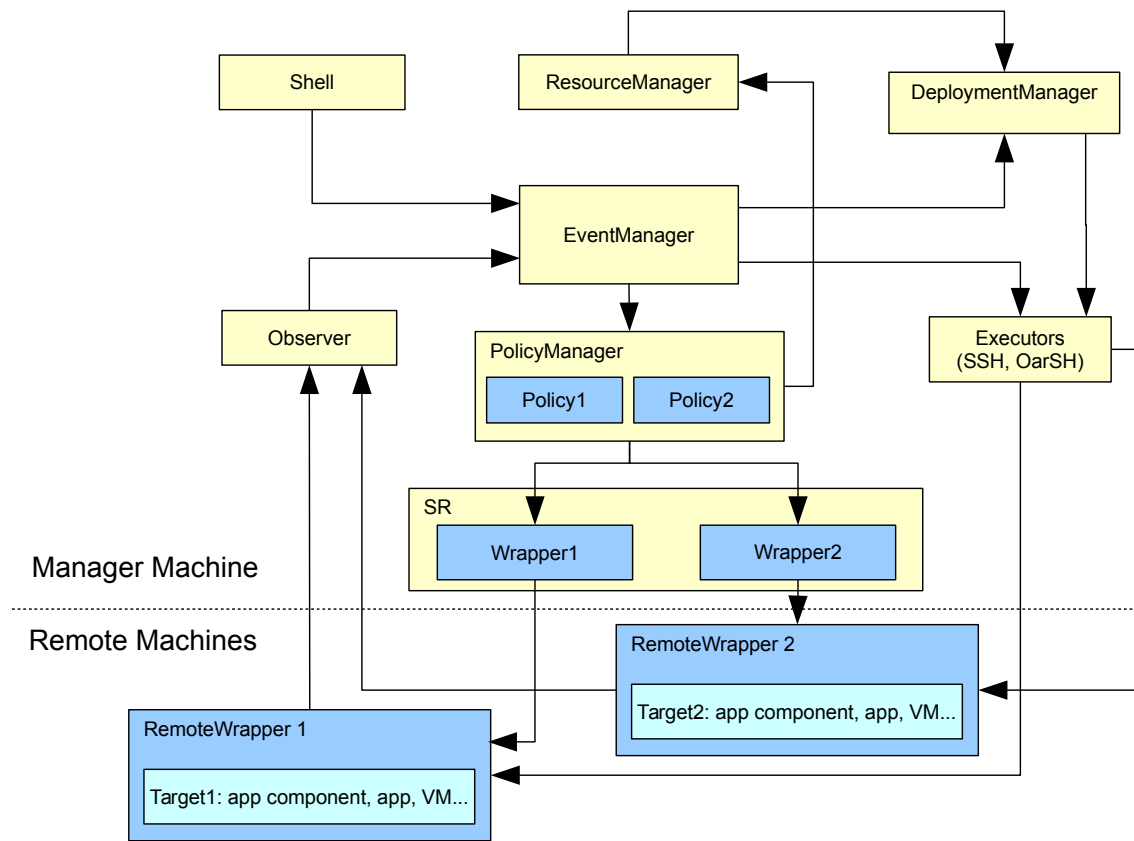 Shell
ResourceManager
DeploymentManager
EventManager
Observer
PolicyManager
Policy1
Policy2
Executors
(SSH, OarSH)
SR
Wrapper1
Wrapper2
Manager Machine
Remote Machines
RemoteWrapper 2
Target2: app component, app, VM...
RemoteWrapper 1
Target1: app component, app, VM...